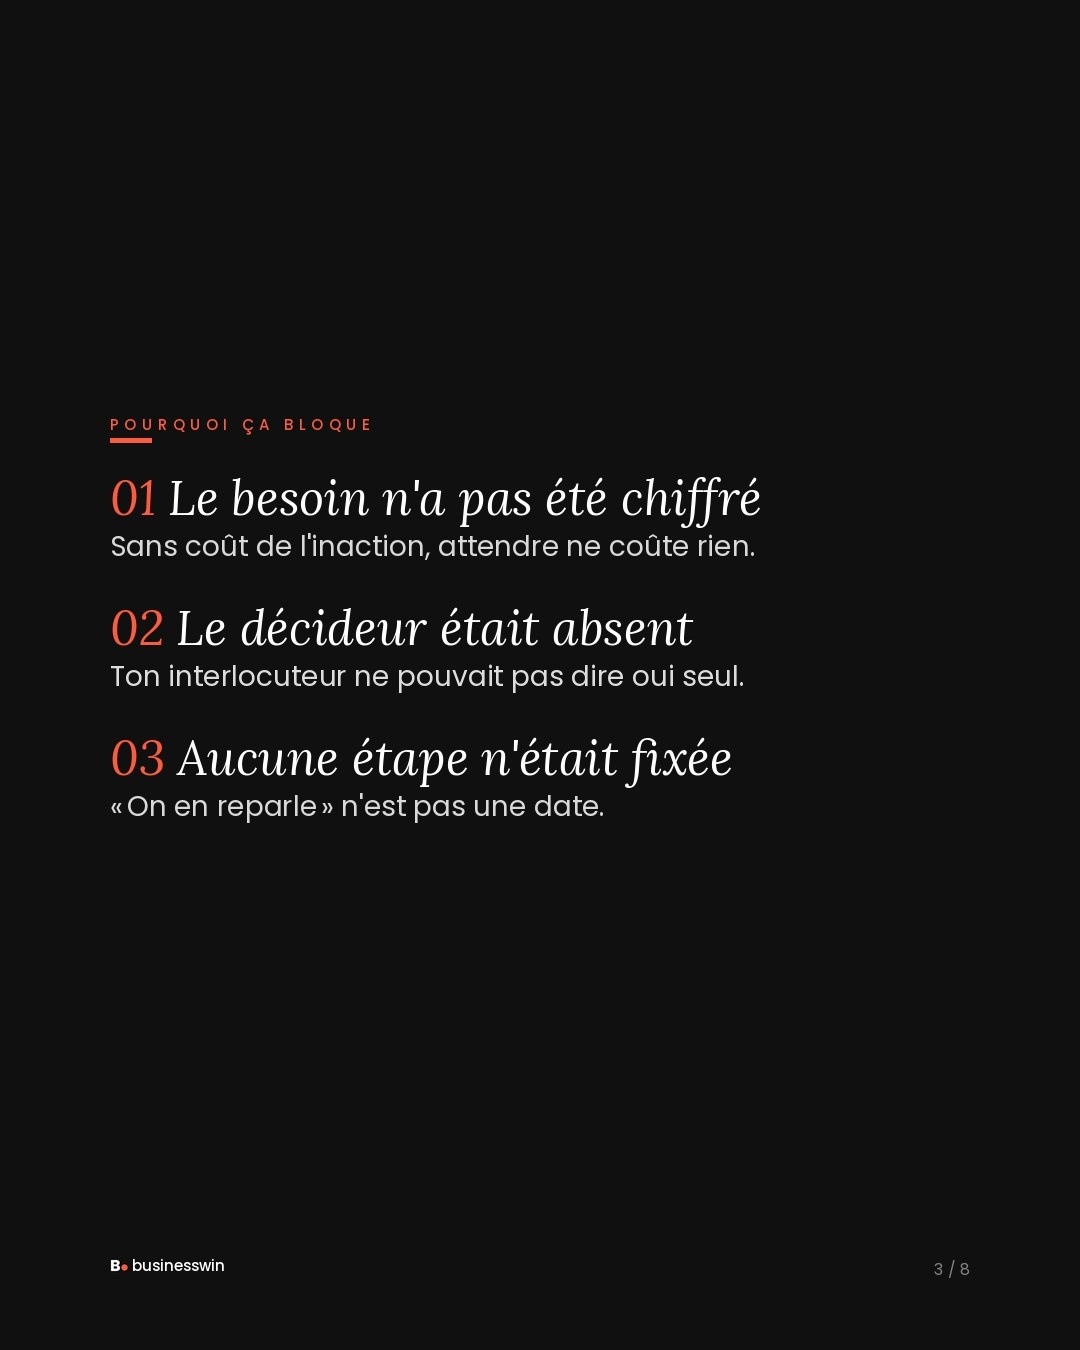 POURQUOI ÇA BLOQUE
01 Le besoin n'a pas été chiffré
Sans coût de l'inaction, attendre ne coûte rien.
02 Le décideur était absent
Ton interlocuteur ne pouvait pas dire oui seul.
03 Aucune étape n'était fixée
« On en reparle » n'est pas une date.
B● businesswin
3 / 8